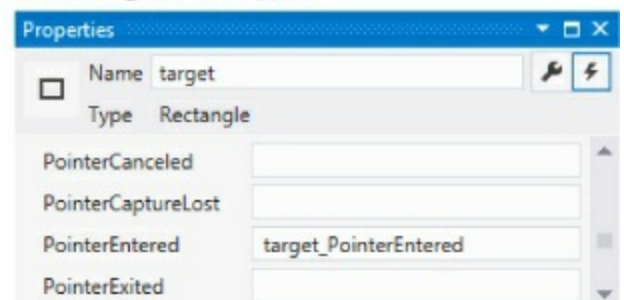 Properties
Name target
Type Rectangle
PointerCanceled
PointerCaptureLost
PointerEntered target_PointerEntered
PointerExited